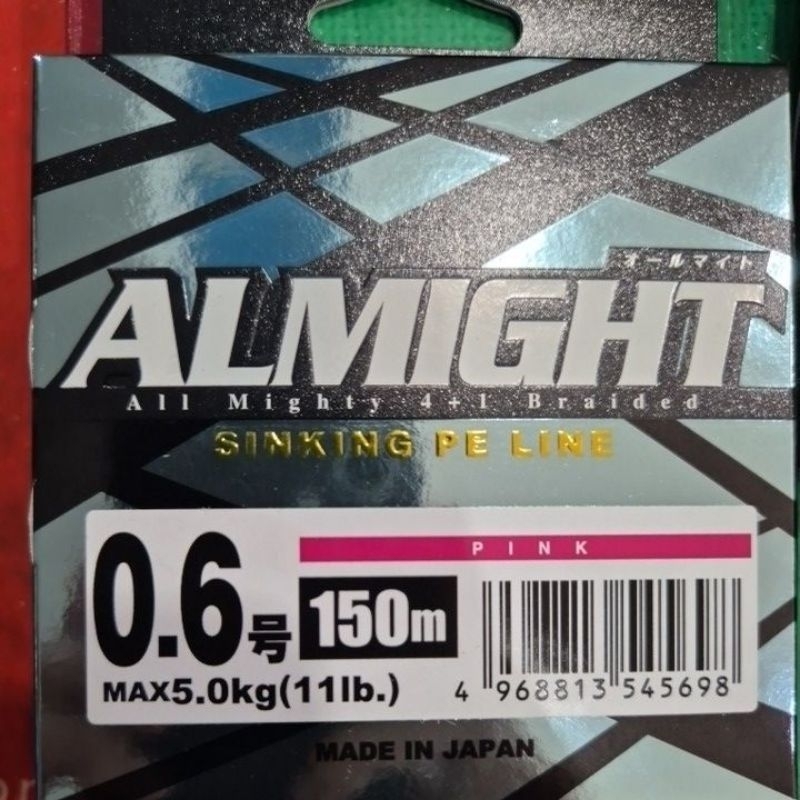 オールマイト
ALMIGHT
All Mighty 4+1 Braided
SINKING PE LINE
PINK
0.6号 150m
MAX5.0kg(11lb.)
4 968813 545698
MADE IN JAPAN
or